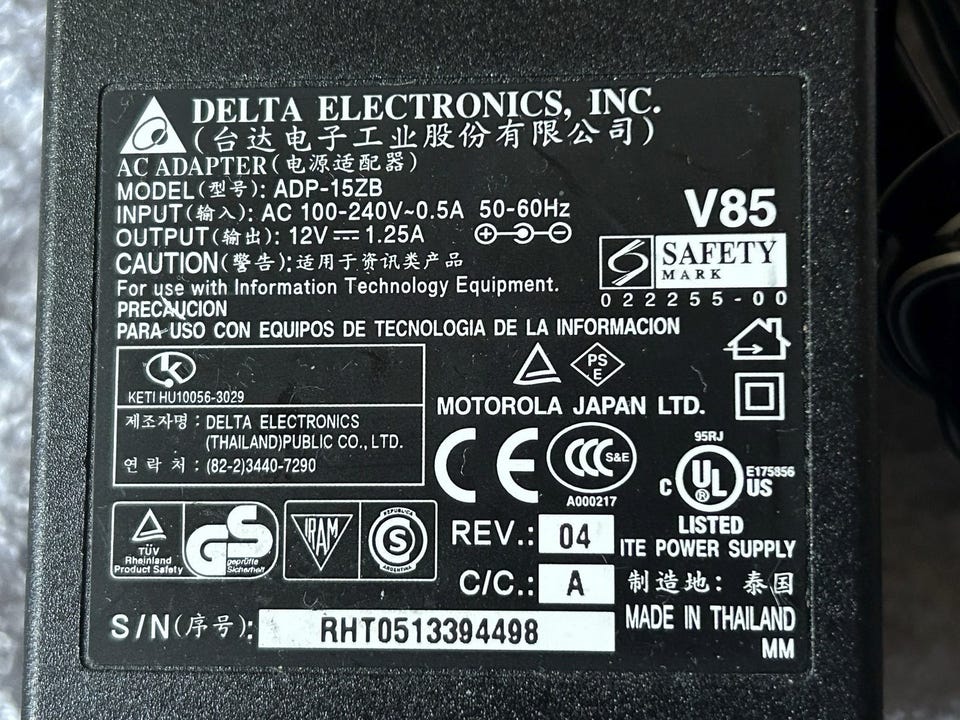 DELTA ELECTRONICS, INC.
(台达电子工业股份有限公司)
AC ADAPTER(电源适配器)
MODEL(型号): ADP-15ZB
INPUT(输入): AC 100-240V~0.5A 50-60Hz
OUTPUT(输出): 12V⎓1.25A
V85
CAUTION(警告):适用于资讯类产品
SAFETY
MARK
For use with Information Technology Equipment.
022255-00
PRECAUCION
PARA USO CON EQUIPOS DE TECNOLOGIA DE LA INFORMACION
K
KETI HU10056-3029
제조자명 : DELTA ELECTRONICS
(THAILAND)PUBLIC CO., LTD.
연 락 처 : (82-2)3440-7290
PS
E
MOTOROLA JAPAN LTD.
CE
CCC S&E
A000217
95RJ
C UL ® US
E175856
LISTED
ITE POWER SUPPLY
TÜV
Rheinland
Product Safety
GS
geprüfte
Sicherheit
IRAM
REPUBLICA
S
ARGENTINA
REV.: 04
C/C.: A
制造地: 泰国
MADE IN THAILAND
MM
S/N(序号): RHT0513394498